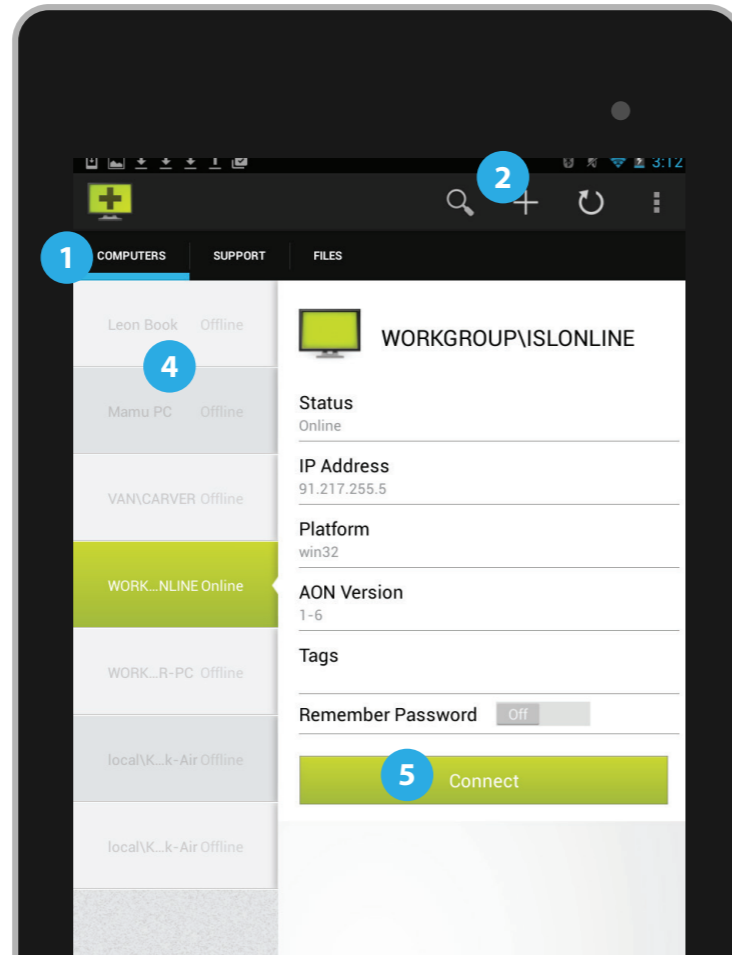 3:12
2
1
COMPUTERS SUPPORT FILES
Leon Book Offline
4
Mamu PC Offline
VAN\CARVER Offline
WORK...NLINE Online
WORK...R-PC Offline
local\K...k-Air Offline
local\K...k-Air Offline
WORKGROUP\ISLONLINE
Status
Online
IP Address
91.217.255.5
Platform
win32
AON Version
1-6
Tags
Remember Password Off
5 Connect